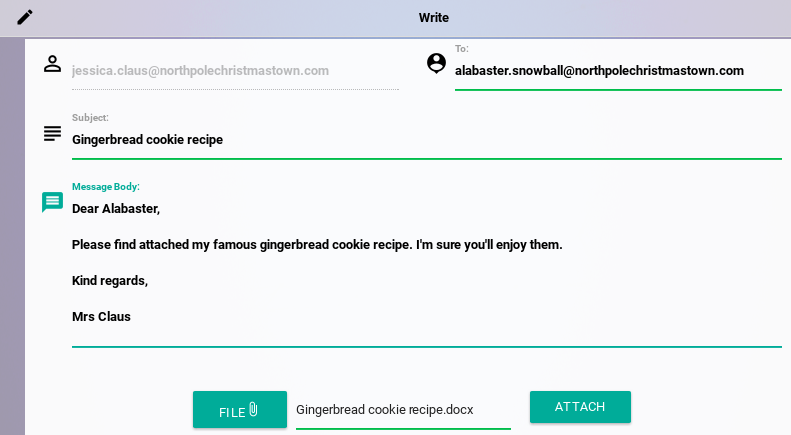 Write
jessica.claus@northpolechristmastown.com
To:
alabaster.snowball@northpolechristmastown.com
Subject:
Gingerbread cookie recipe
Message Body:
Dear Alabaster,
Please find attached my famous gingerbread cookie recipe. I'm sure you'll enjoy them.
Kind regards,
Mrs Claus
FILE Gingerbread cookie recipe.docx ATTACH